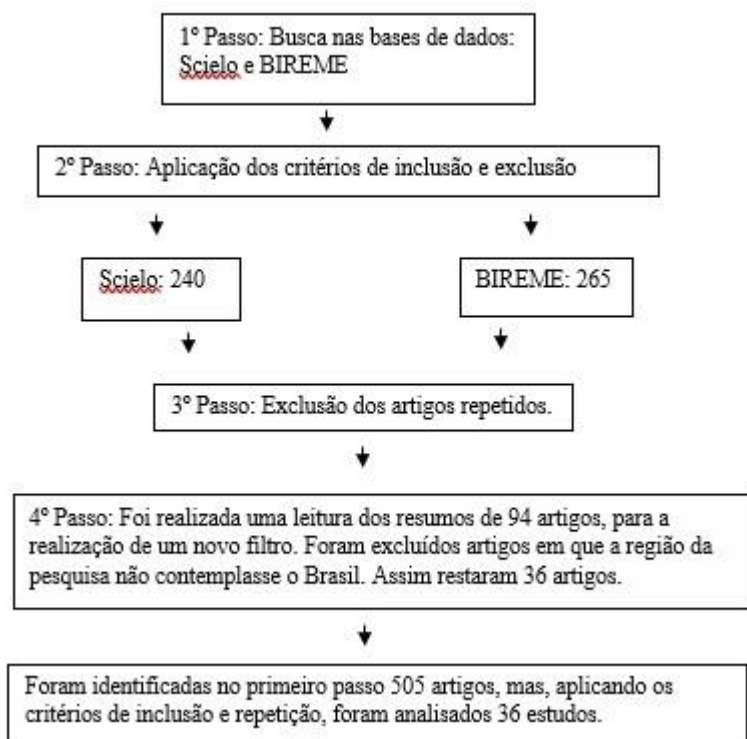 1º Passo: Busca nas bases de dados:
Scielo e BIREME
2º Passo: Aplicação dos critérios de inclusão e exclusão
Scielo: 240
BIREME: 265
3º Passo: Exclusão dos artigos repetidos.
4º Passo: Foi realizada uma leitura dos resumos de 94 artigos, para a
realização de um novo filtro. Foram excluídos artigos em que a região da
pesquisa não contemplasse o Brasil. Assim restaram 36 artigos.
Foram identificadas no primeiro passo 505 artigos, mas, aplicando os
critérios de inclusão e repetição, foram analisados 36 estudos.